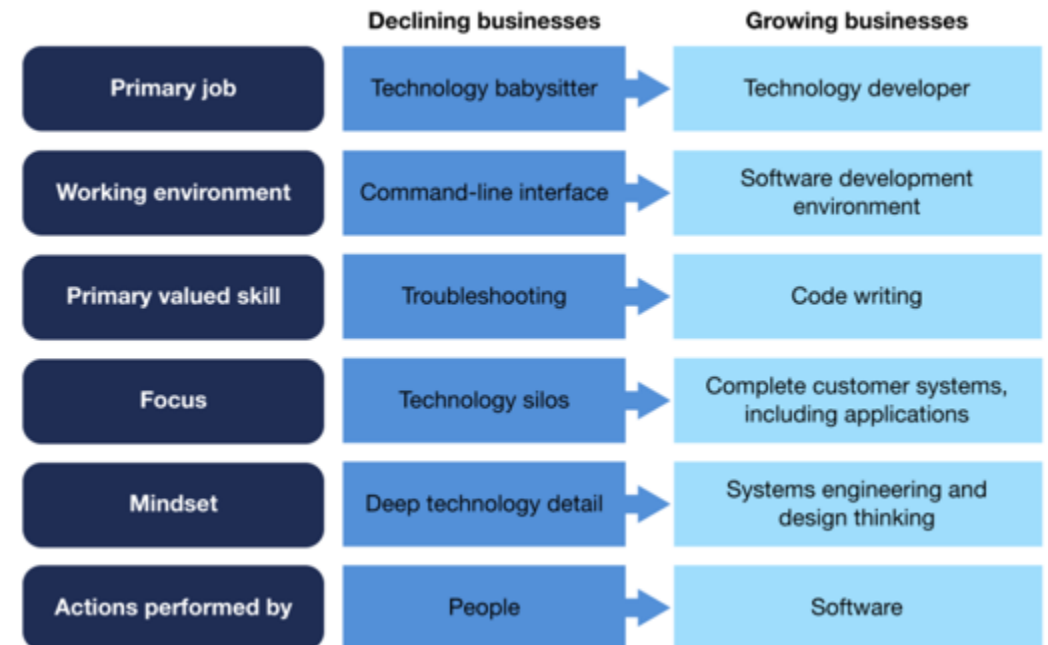 Declining businesses
Growing businesses
Primary job
Technology babysitter
Technology developer
Working environment
Command-line interface
Software development
environment
Primary valued skill
Troubleshooting
Code writing
Focus
Technology silos
Complete customer systems,
including applications
Mindset
Deep technology detail
Systems engineering and
design thinking
Actions performed by
People
Software